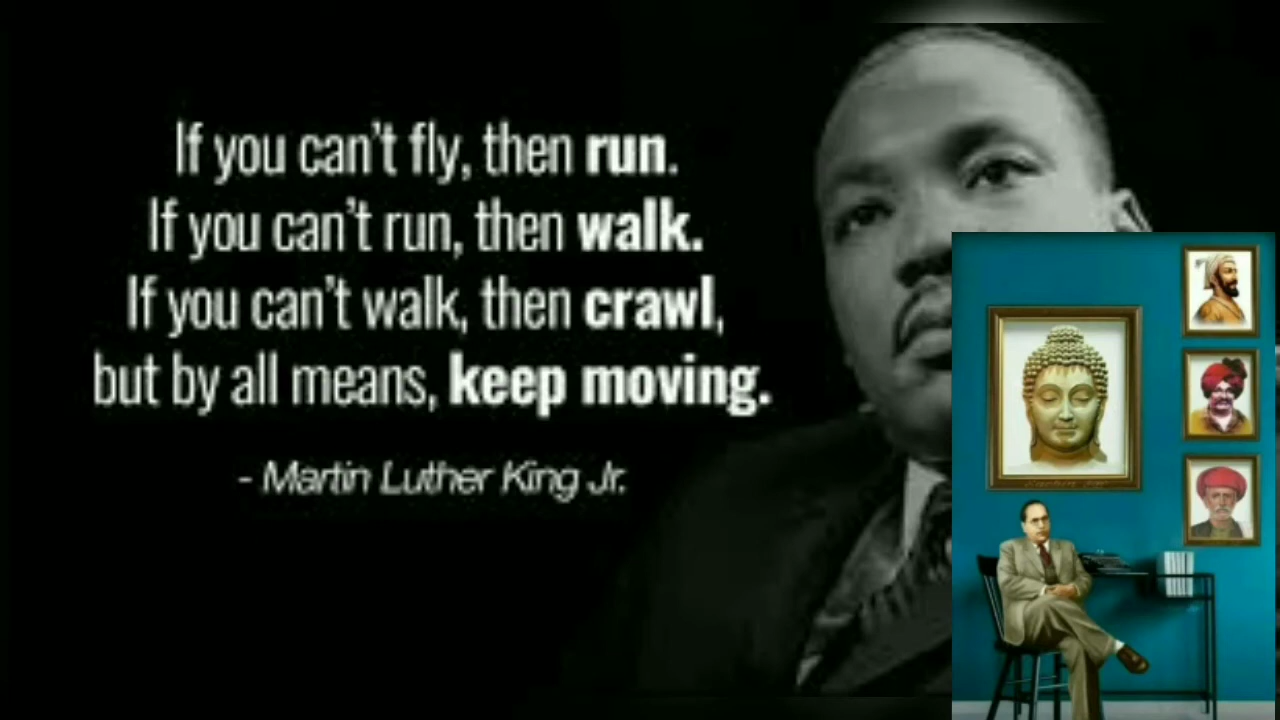 If you can't fly, then run.
If you can't run, then walk.
If you can't walk, then crawl,
but by all means, keep moving.
- Martin Luther King Jr.